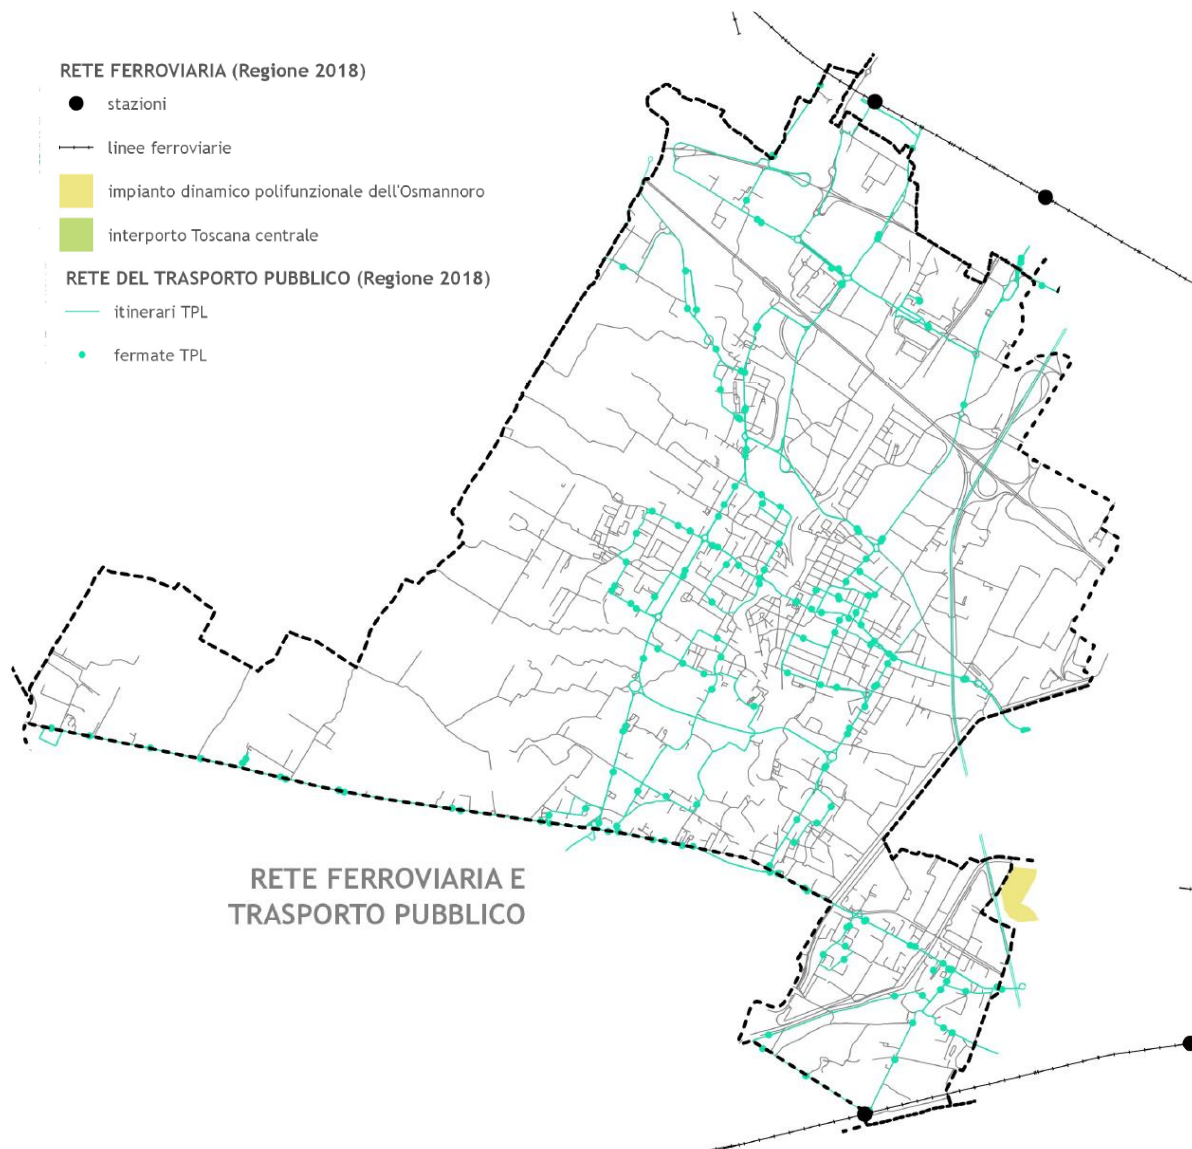 RETE FERROVIARIA (Regione 2018)
stazioni
linee ferroviarie
impianto dinamico polifunzionale dell'Osmannoro
interporto Toscana centrale
RETE DEL TRASPORTO PUBBLICO (Regione 2018)
itinerari TPL
fermate TPL
RETE FERROVIARIA E
TRASPORTO PUBBLICO